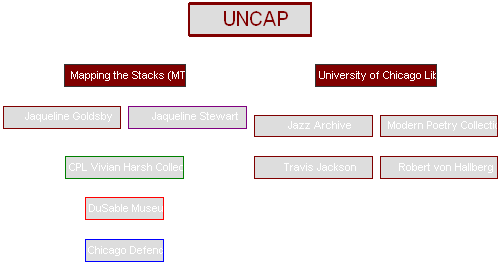 UNCAP
Mapping the Stacks (MT
University of Chicago Lib
Jaqueline Goldsby
Jaqueline Stewart
Jazz Archive
Modern Poetry Collectio
CPL Vivian Harsh Collec
Travis Jackson
Robert von Hallberg
DuSable Museu
Chicago Defend